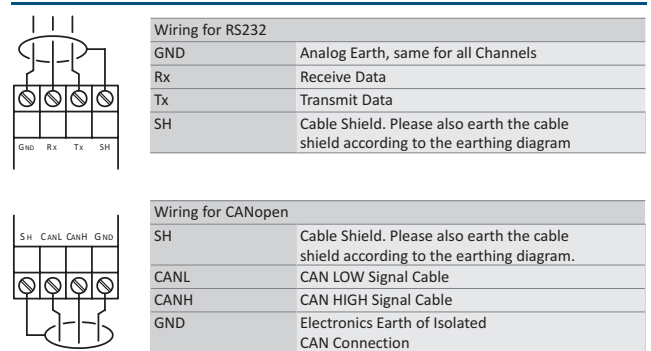 Wiring for RS232
GND Analog Earth, same for all Channels
Rx Receive Data
Tx Transmit Data
SH Cable Shield. Please also earth the cable
shield according to the earthing diagram
GND RX TX SH
Wiring for CANopen
SH Cable Shield. Please also earth the cable
shield according to the earthing diagram.
CANL CAN LOW Signal Cable
CANH CAN HIGH Signal Cable
GND Electronics Earth of Isolated
CAN Connection
SH CANL CANH GND